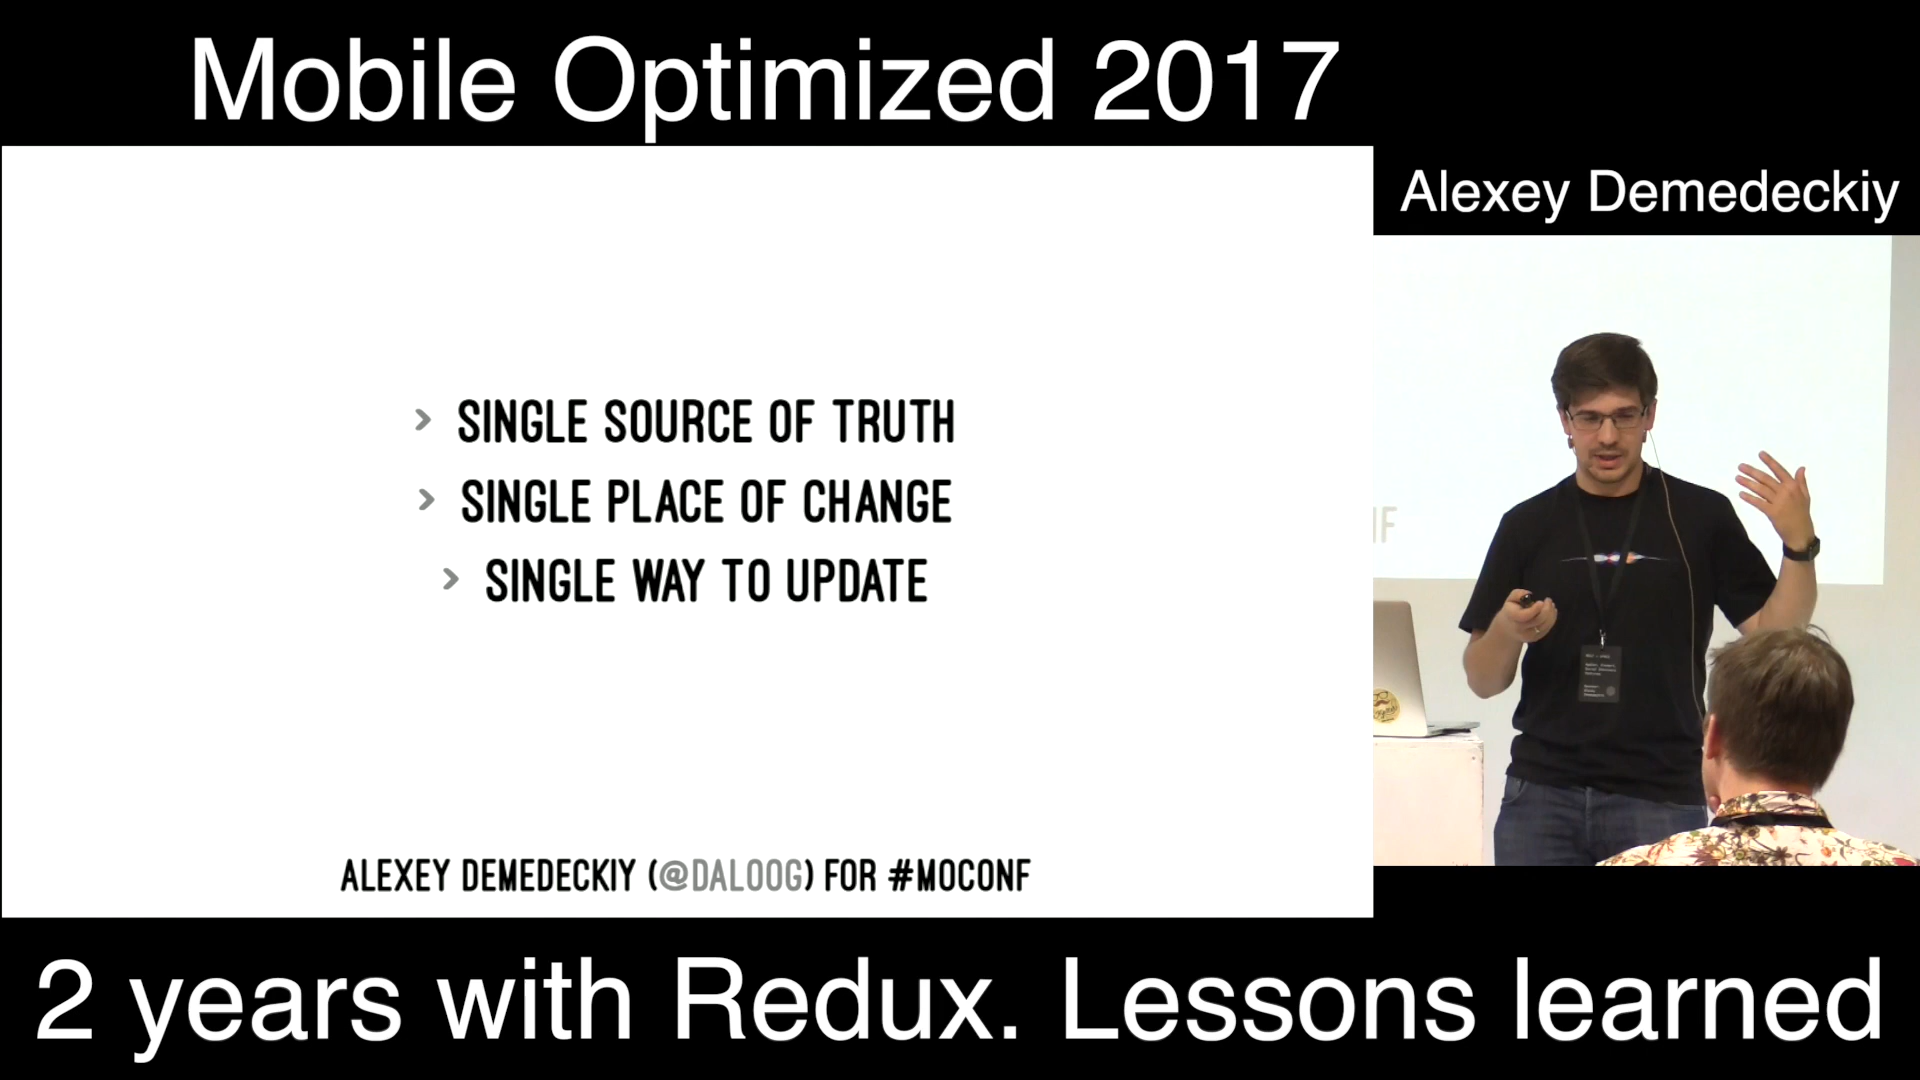 Mobile Optimized 2017
Alexey Demedeckiy
> SINGLE SOURCE OF TRUTH
> SINGLE PLACE OF CHANGE
> SINGLE WAY TO UPDATE
ALEXEY DEMEDECKIY (@DALOOG) FOR #MOCONF
2 years with Redux. Lessons learned